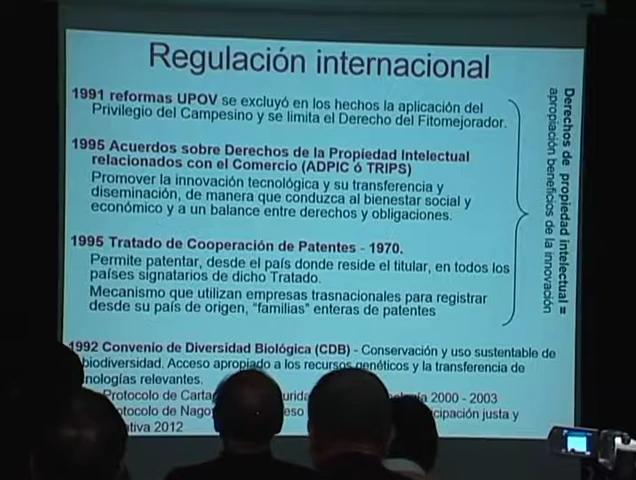 Regulación internacional
1991 reformas UPOV se excluyó en los hechos la aplicación del
Privilegio del Campesino y se limita el Derecho del Fitomejorador.
1995 Acuerdos sobre Derechos de la Propiedad Intelectual
relacionados con el Comercio (ADPIC ó TRIPS)
Promover la innovación tecnológica y su transferencia y
diseminación, de manera que conduzca al bienestar social y
económico y a un balance entre derechos y obligaciones.
1995 Tratado de Cooperación de Patentes - 1970.
Permite patentar, desde el país donde reside el titular, en todos los
países signatarios de dicho Tratado.
Mecanismo que utilizan empresas trasnacionales para registrar
desde su país de origen, "familias" enteras de patentes
1992 Convenio de Diversidad Biológica (CDB) - Conservación y uso sustentable de
biodiversidad. Acceso apropiado a los recursos genéticos y la transferencia de
nologías relevantes.
Protocolo de Carta 2000 - 2003
otocolo de Nago eso cipación justa y
ativa 2012
Derechos de propiedad intelectual =
apropiación beneficios de la innovación